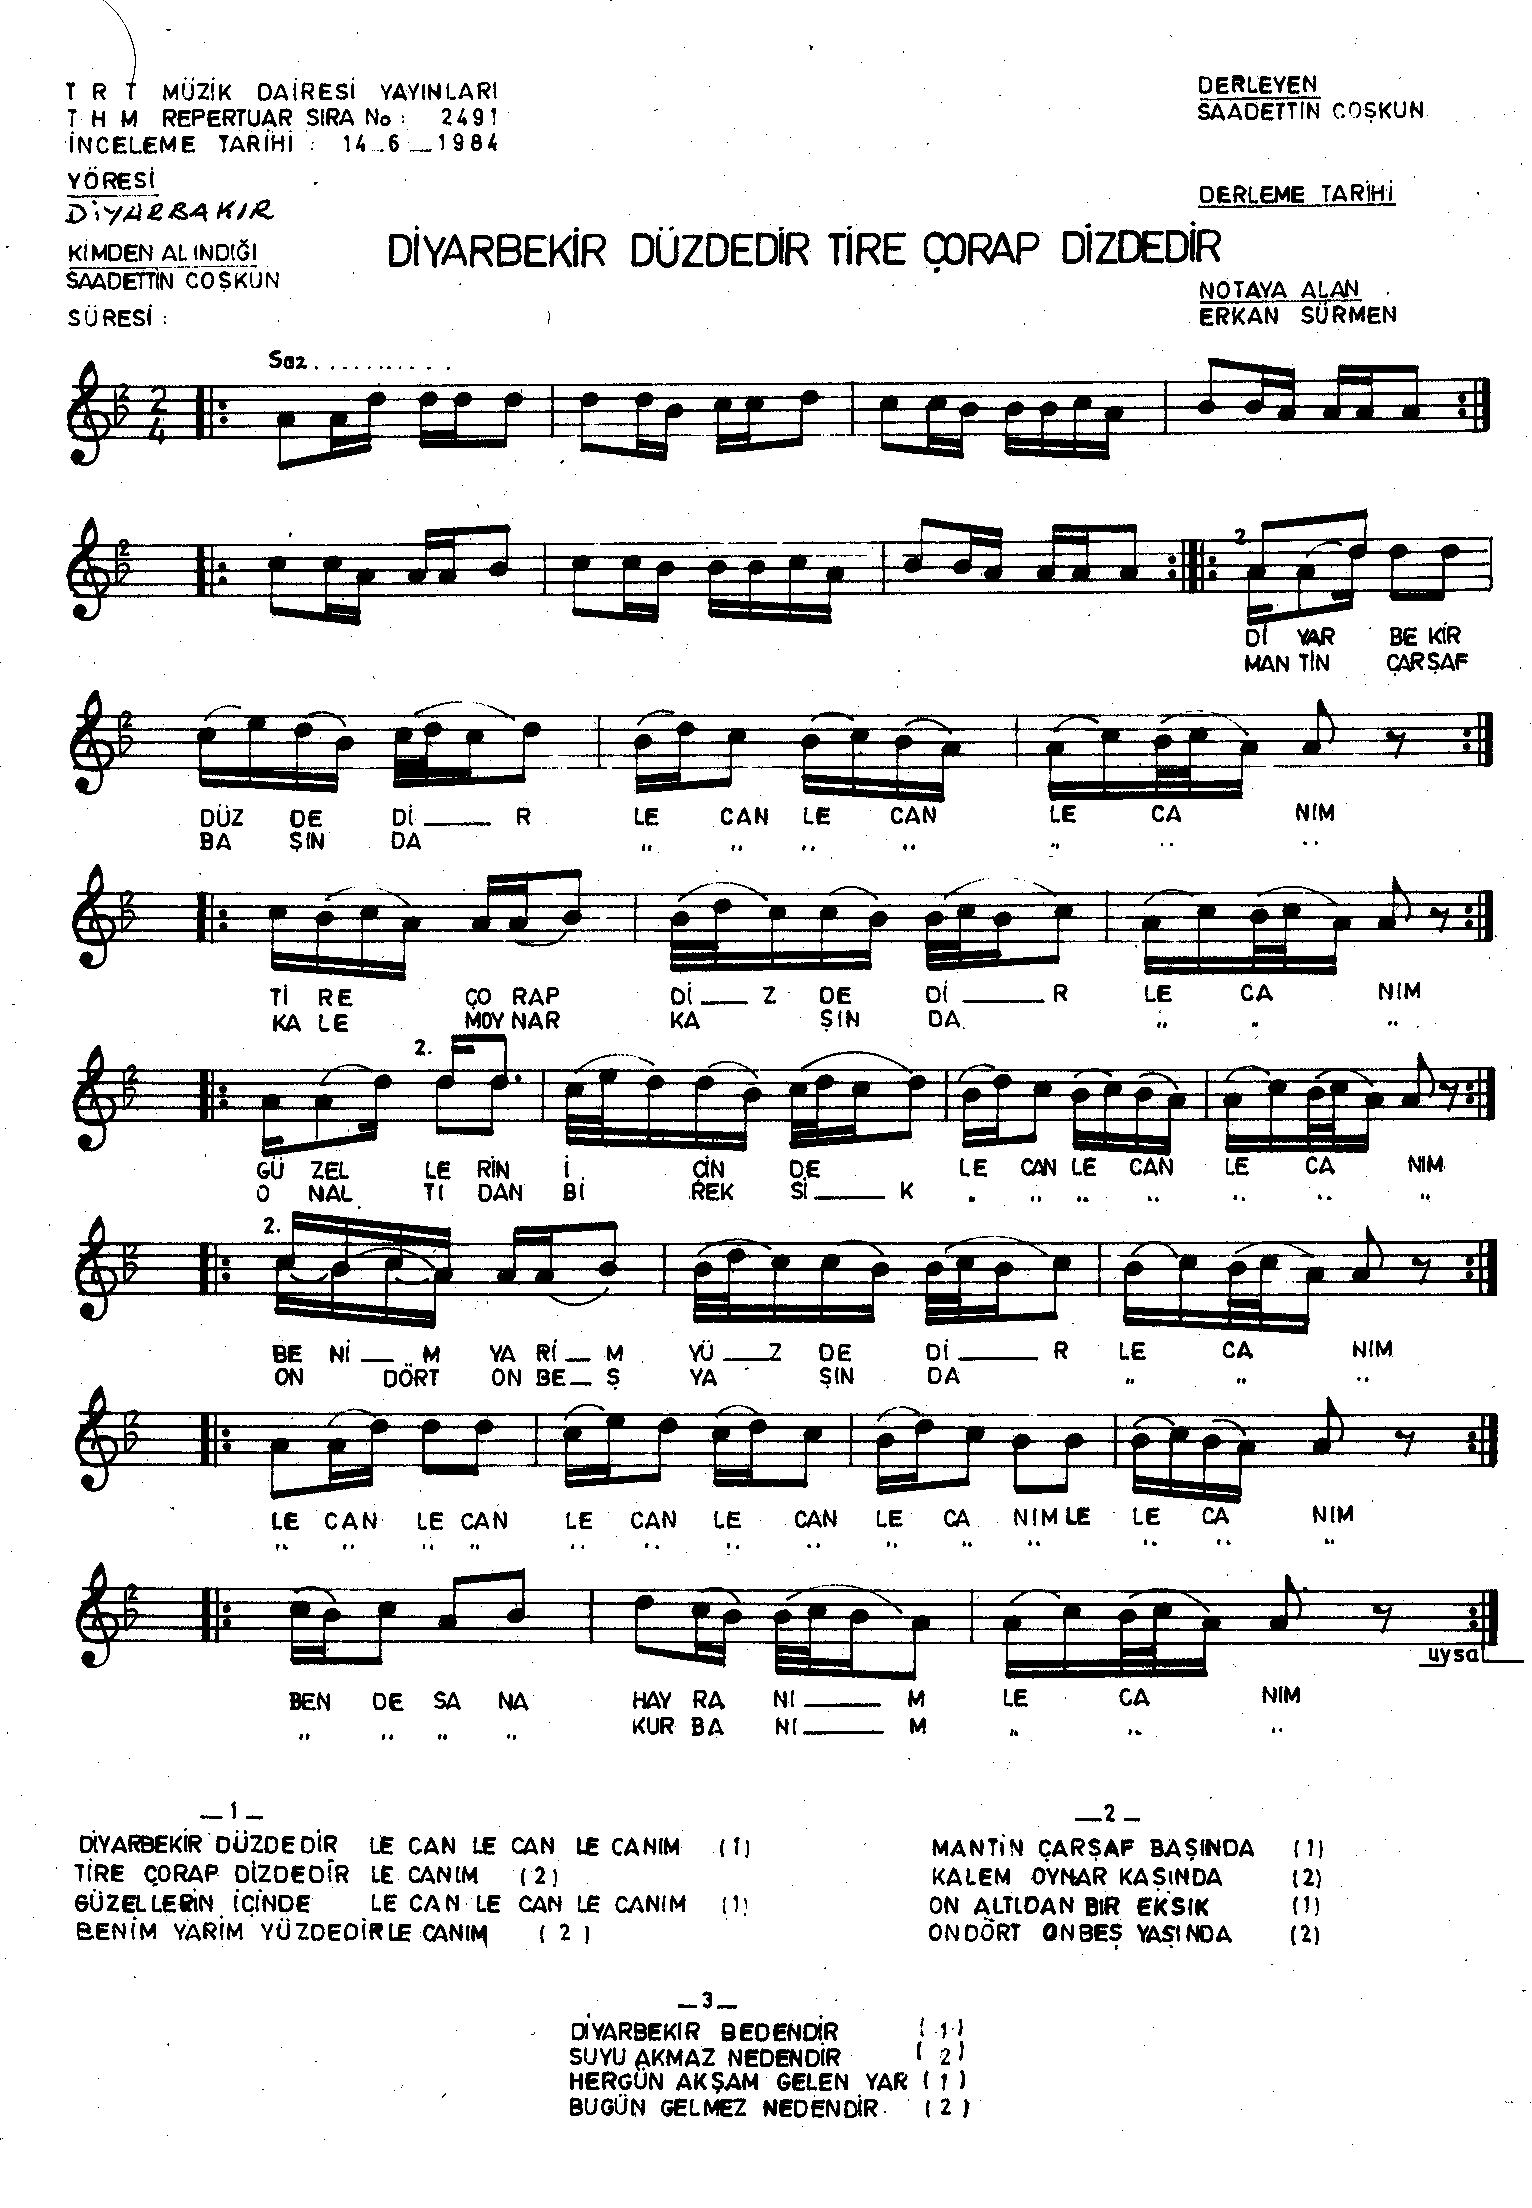 T R T MÜZİK DAİRESİ YAYINLARI
T H M REPERTUAR SIRA No : 2491
İNCELEME TARİHİ : 14_6_1984
DERLEYEN
SAADETTİN COŞKUN
YÖRESİ
DİYARBAKIR
DERLEME TARİHİ
KİMDEN ALINDIĞI
SAADETTİN COŞKUN
DİYARBEKİR DÜZDEDİR TİRE ÇORAP DİZDEDİR
NOTAYA ALAN
ERKAN SÜRMEN
SÜRESİ :
Saz . . . . . . . . . .
2 4
2.
Dİ YAR BE KİR
MAN TİN ÇAR ŞAF
DÜZ DE Dİ___R LE CAN LE CAN LE CA NIM
BA ŞIN DA " " " " " " "
Tİ RE ÇO RAP Dİ__Z DE Dİ___R LE CA NIM
KA LE MOY NAR KA ŞIN DA " " "
2.
GÜ ZEL LE RİN İ ÇİN DE LE CAN LE CAN LE CA NIM
O NAL TI DAN Bİ REK Sİ___K " " " " " " "
2.
BE Nİ__M YA Rİ__M YÜ__Z DE Dİ___R LE CA NIM
ON DÖRT ON BE__Ş YA ŞIN DA " " "
LE CAN LE CAN LE CAN LE CAN LE CA NIM LE LE CA NIM
" " " " " " " " " " " " " " "
uysal
BEN DE SA NA HAY RA NI___M LE CA NIM
" " " " KUR BA NI___M " " "
_1_
DİYARBEKİR DÜZDEDİR LE CAN LE CAN LE CANIM (1)
TİRE ÇORAP DİZDEDİR LE CANIM (2)
GÜZELLERİN İÇİNDE LE CAN LE CAN LE CANIM (1)
BENİM YARİM YÜZDEDİR LE CANIM (2)
_2_
MANTİN ÇARŞAF BAŞINDA (1)
KALEM OYNAR KAŞINDA (2)
ON ALTIDAN BİR EKSİK (1)
ONDÖRT ONBEŞ YAŞINDA (2)
_3_
DİYARBEKİR BEDENDİR (1)
SUYU AKMAZ NEDENDİR (2)
HERGÜN AKŞAM GELEN YAR (1)
BUGÜN GELMEZ NEDENDİR (2)